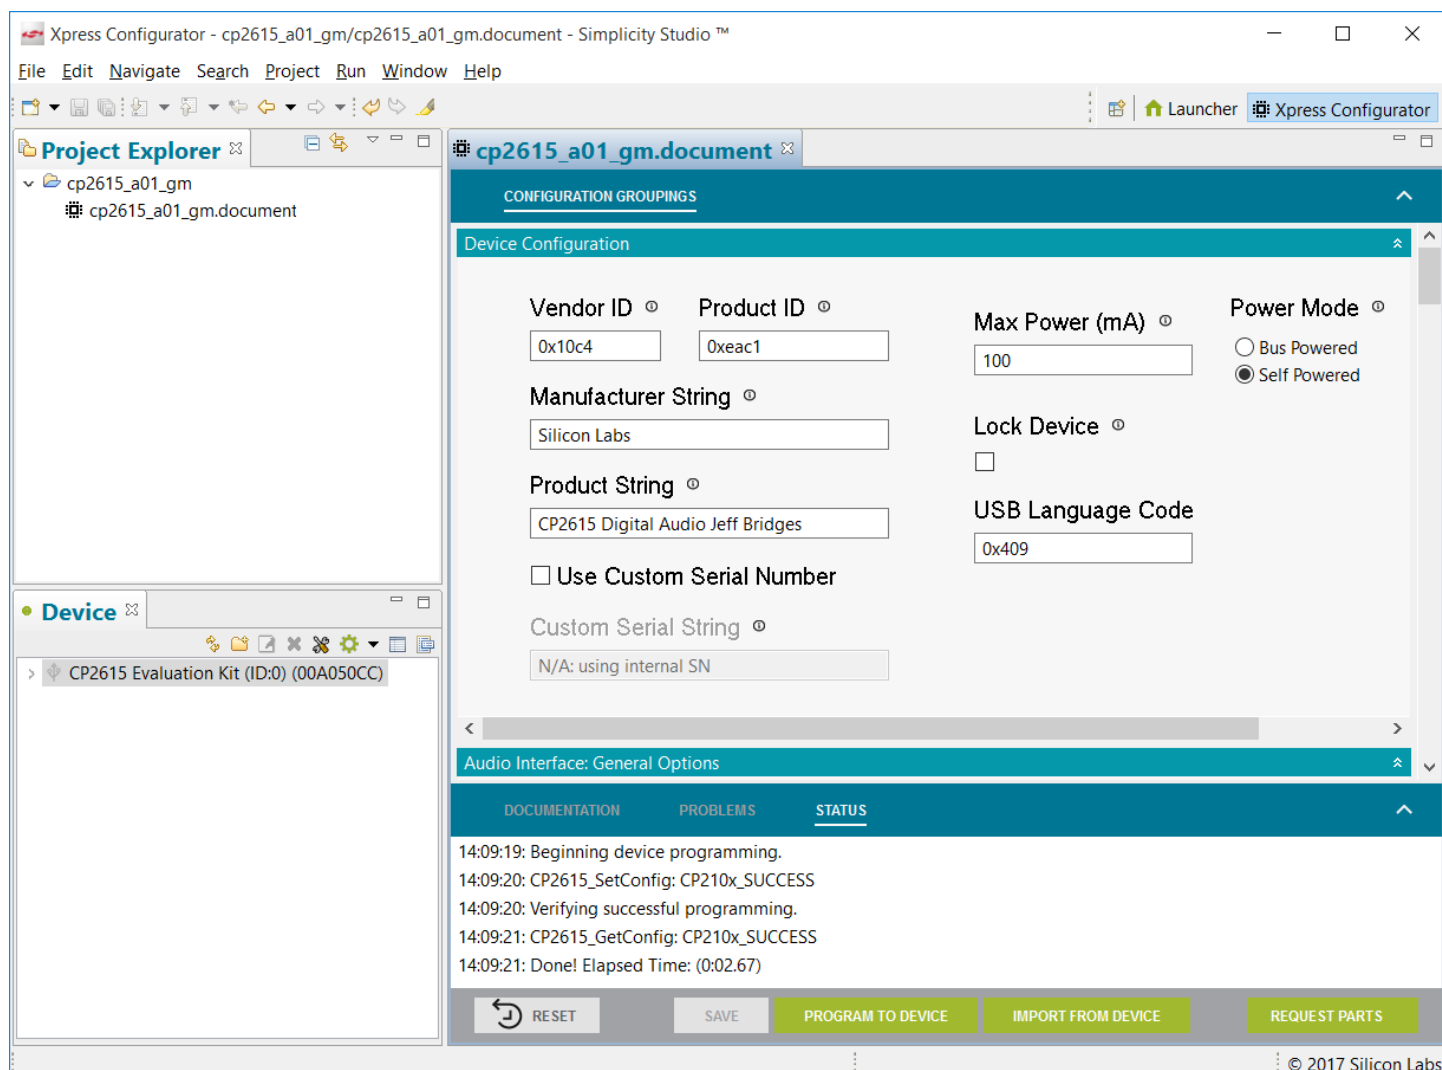 Xpress Configurator - cp2615_a01_gm/cp2615_a01_gm.document - Simplicity Studio ™
File Edit Navigate Search Project Run Window Help
Launcher Xpress Configurator
Project Explorer
cp2615_a01_gm
cp2615_a01_gm.document
Device
CP2615 Evaluation Kit (ID:0) (00A050CC)
cp2615_a01_gm.document
CONFIGURATION GROUPINGS
Device Configuration
Vendor ID Product ID
0x10c4 0xeac1
Manufacturer String
Silicon Labs
Product String
CP2615 Digital Audio Jeff Bridges
Use Custom Serial Number
Custom Serial String
N/A: using internal SN
Max Power (mA)
100
Lock Device
USB Language Code
0x409
Power Mode
Bus Powered
Self Powered
Audio Interface: General Options
DOCUMENTATION PROBLEMS STATUS
14:09:19: Beginning device programming.
14:09:20: CP2615_SetConfig: CP210x_SUCCESS
14:09:20: Verifying successful programming.
14:09:21: CP2615_GetConfig: CP210x_SUCCESS
14:09:21: Done! Elapsed Time: (0:02.67)
RESET SAVE PROGRAM TO DEVICE IMPORT FROM DEVICE REQUEST PARTS
© 2017 Silicon Labs